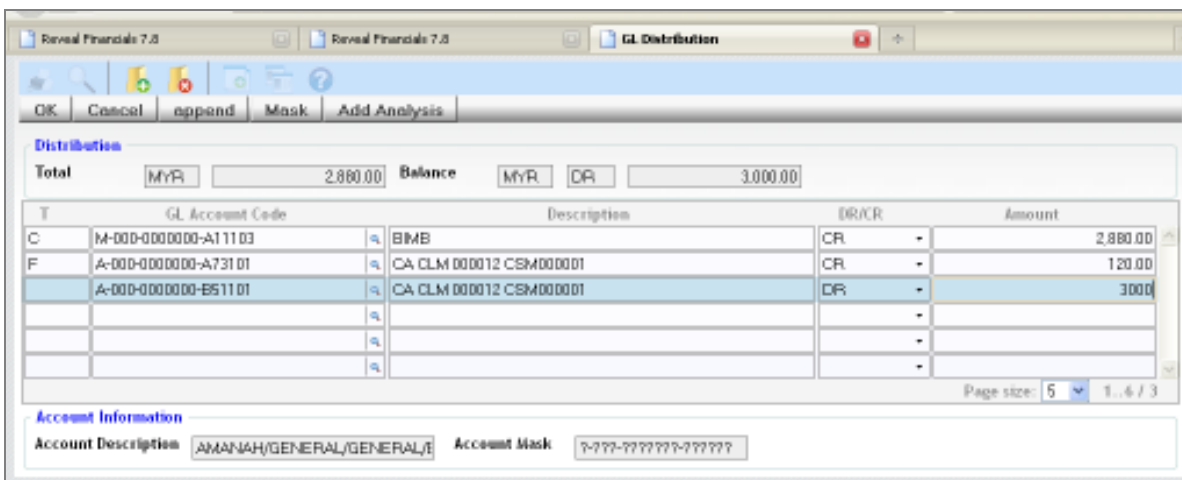 Reveal Financials 7.8 Reveal Financials 7.8 GL Distribution
OK Cancel append Mask Add Analysis
Distribution
Total MYR 2,880.00 Balance MYR DR 3,000.00
T GL Account Code Description DR/CR Amount
C M-000-0000000-A11103 BIMB CR 2,880.00
F A-000-0000000-A73101 CA CLM 000012 CSM000001 CR 120.00
A-000-0000000-B51101 CA CLM 000012 CSM000001 DR 3000
Page size: 5 1..6 / 3
Account Information
Account Description AMANAH/GENERAL/GENERAL/E Account Mask ?-???-???????-??????